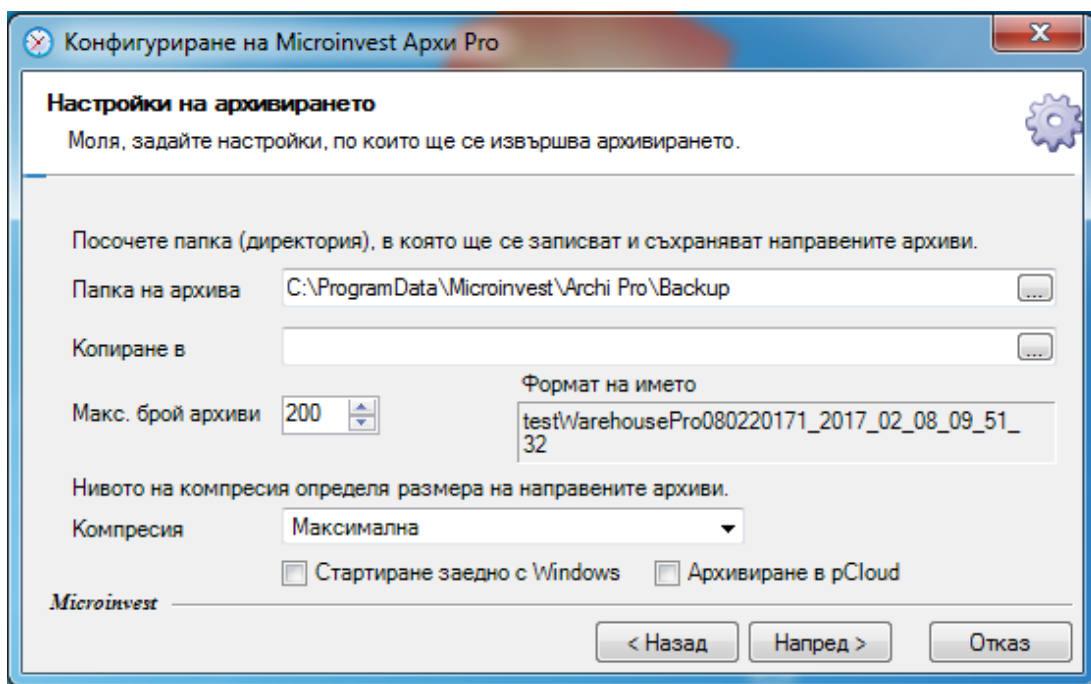 Конфигуриране на Microinvest Архи Pro
Настройки на архивирането
Моля, задайте настройки, по които ще се извършва архивирането.
Посочете папка (директория), в която ще се записват и съхраняват направените архиви.
Папка на архива C:\ProgramData\Microinvest\Archi Pro\Backup ...
Копиране в ...
Формат на името
Макс. брой архиви 200 testWarehousePro080220171_2017_02_08_09_51_
32
Нивото на компресия определя размера на направените архиви.
Компресия Максимална
Стартиране заедно с Windows Архивиране в pCloud
Microinvest
< Назад Напред > Отказ